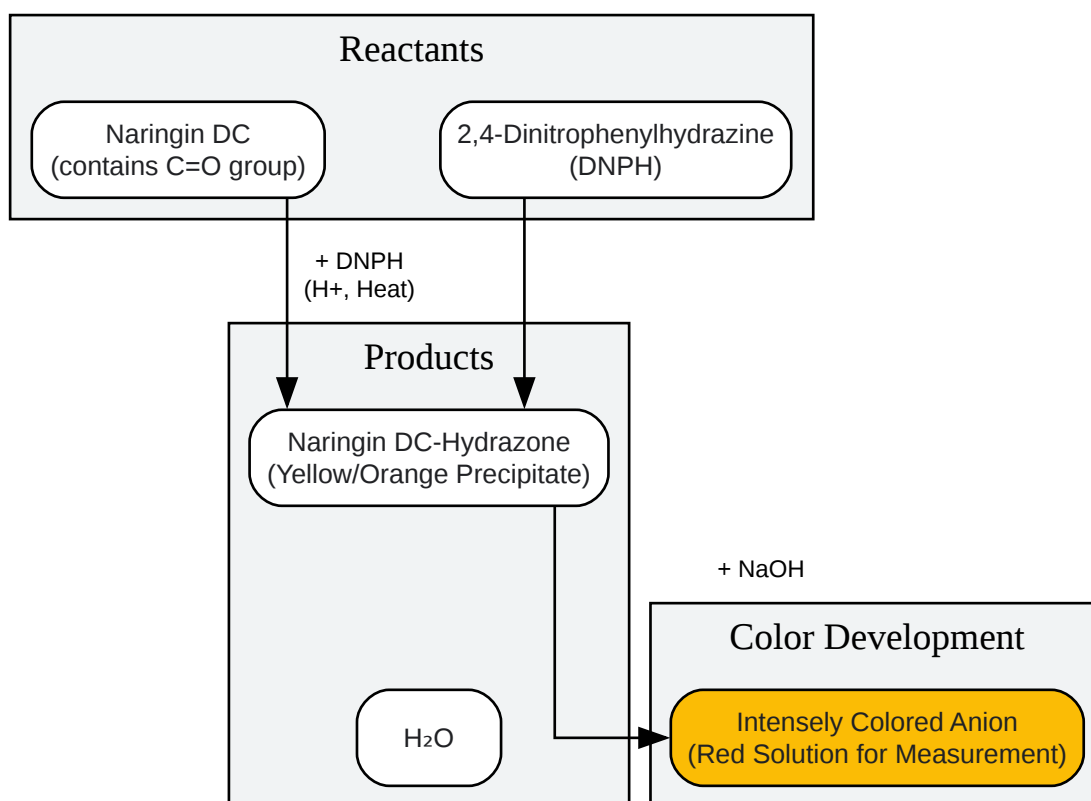 Reactants
Naringin DC
(contains C=O group)
2,4-Dinitrophenylhydrazine
(DNPH)
+ DNPH
(H+, Heat)
Products
Naringin DC-Hydrazone
(Yellow/Orange Precipitate)
+ NaOH
Color Development
H₂O
Intensely Colored Anion
(Red Solution for Measurement)